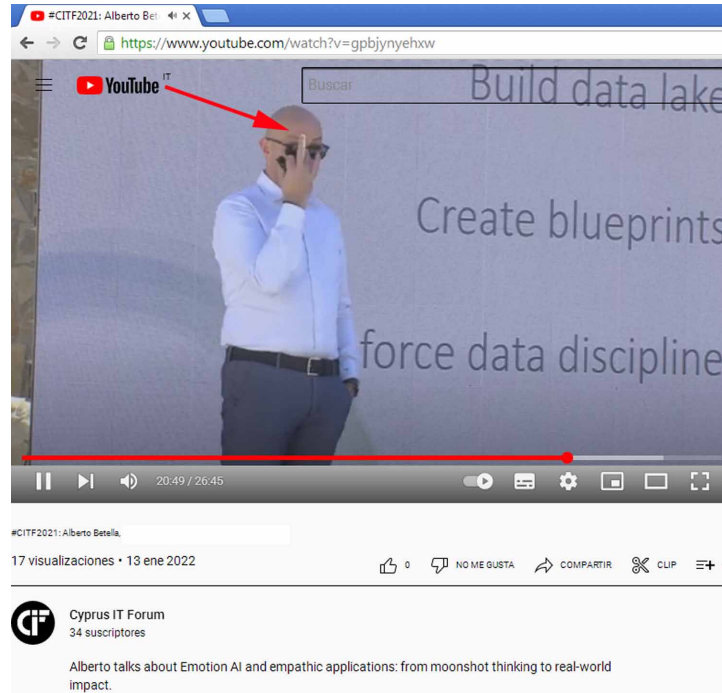 #CITF2021: Alberto Bet
https://www.youtube.com/watch?v=gpbjynyehxw
YouTube IT
Buscar
Build data lake
Create blueprints
force data discipline
20:49 / 26:45
#CITF2021: Alberto Betella,
17 visualizaciones • 13 ene 2022
0
NO ME GUSTA
COMPARTIR
CLIP
CIF
Cyprus IT Forum
34 suscriptores
Alberto talks about Emotion AI and empathic applications: from moonshot thinking to real-world
impact.